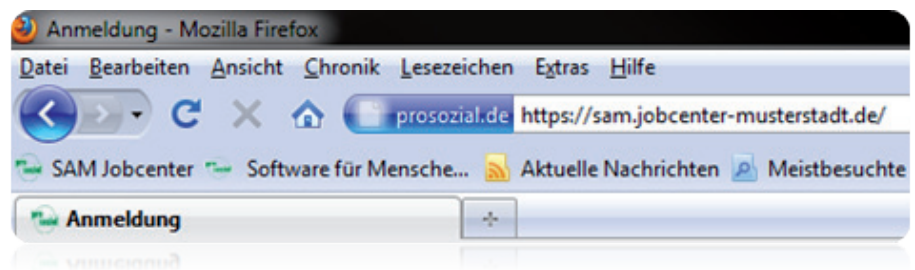 Anmeldung - Mozilla Firefox
Datei Bearbeiten Ansicht Chronik Lesezeichen Extras Hilfe
prosozial.de https://sam.jobcenter-musterstadt.de/
SAM Jobcenter Software für Mensche... Aktuelle Nachrichten Meistbesuchte
Anmeldung